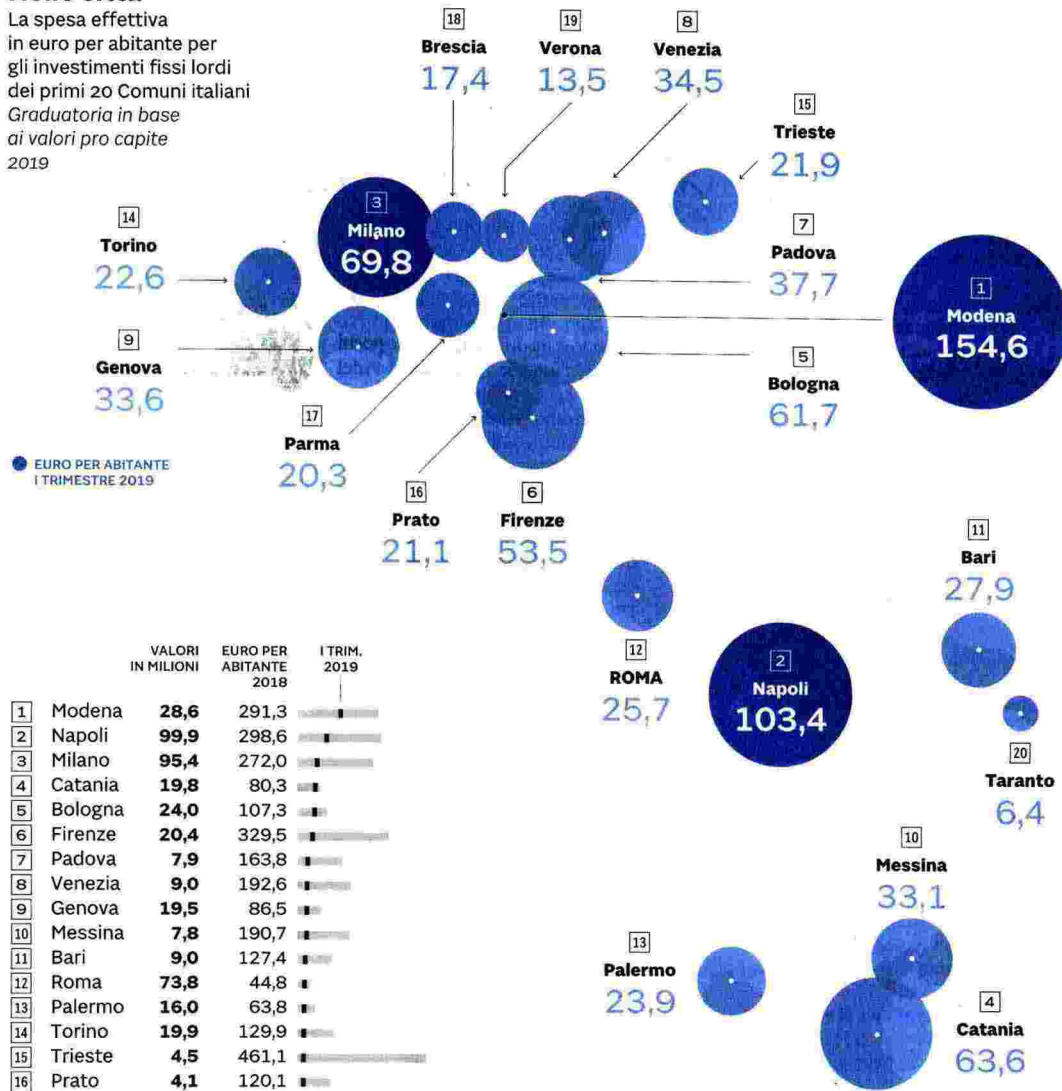 La spesa effettiva
in euro per abitante per
gli investimenti fissi lordi
dei primi 20 Comuni italiani
Graduatoria in base
ai valori pro capite
2019
18
Brescia
17,4
19
Verona
13,5
8
Venezia
34,5
15
Trieste
21,9
14
Torino
22,6
3
Milano
69,8
7
Padova
37,7
1
Modena
154,6
9
Genova
33,6
5
Bologna
61,7
17
Parma
20,3
EURO PER ABITANTE
I TRIMESTRE 2019
16
Prato
21,1
6
Firenze
53,5
11
Bari
27,9
12
ROMA
25,7
2
Napoli
103,4
20
Taranto
6,4
10
Messina
33,1
13
Palermo
23,9
4
Catania
63,6
VALORI IN MILIONI EURO PER ABITANTE 2018 I TRIM. 2019
1 Modena 28,6 291,3
2 Napoli 99,9 298,6
3 Milano 95,4 272,0
4 Catania 19,8 80,3
5 Bologna 24,0 107,3
6 Firenze 20,4 329,5
7 Padova 7,9 163,8
8 Venezia 9,0 192,6
9 Genova 19,5 86,5
10 Messina 7,8 190,7
11 Bari 9,0 127,4
12 Roma 73,8 44,8
13 Palermo 16,0 63,8
14 Torino 19,9 129,9
15 Trieste 4,5 461,1
16 Prato 4,1 120,1